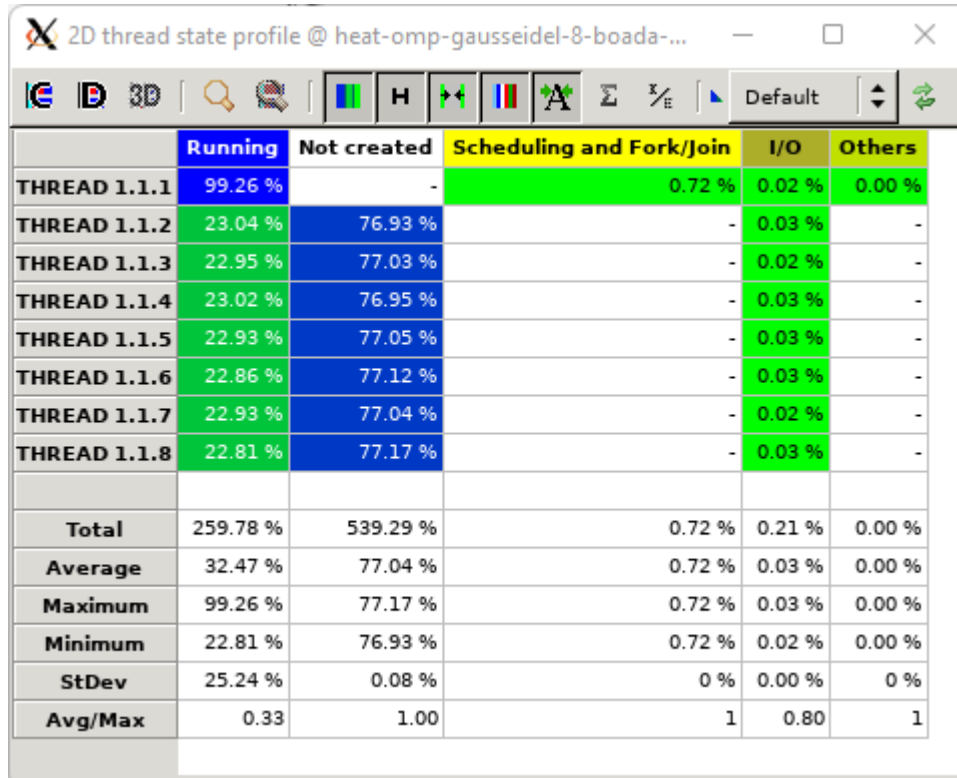 2D thread state profile @ heat-omp-gausseidel-8-boada-...
IC ID 3D H Σ Default
Running Not created Scheduling and Fork/Join I/O Others
THREAD 1.1.1 99.26 % - 0.72 % 0.02 % 0.00 %
THREAD 1.1.2 23.04 % 76.93 % - 0.03 % -
THREAD 1.1.3 22.95 % 77.03 % - 0.02 % -
THREAD 1.1.4 23.02 % 76.95 % - 0.03 % -
THREAD 1.1.5 22.93 % 77.05 % - 0.03 % -
THREAD 1.1.6 22.86 % 77.12 % - 0.03 % -
THREAD 1.1.7 22.93 % 77.04 % - 0.02 % -
THREAD 1.1.8 22.81 % 77.17 % - 0.03 % -
Total 259.78 % 539.29 % 0.72 % 0.21 % 0.00 %
Average 32.47 % 77.04 % 0.72 % 0.03 % 0.00 %
Maximum 99.26 % 77.17 % 0.72 % 0.03 % 0.00 %
Minimum 22.81 % 76.93 % 0.72 % 0.02 % 0.00 %
StDev 25.24 % 0.08 % 0 % 0.00 % 0 %
Avg/Max 0.33 1.00 1 0.80 1